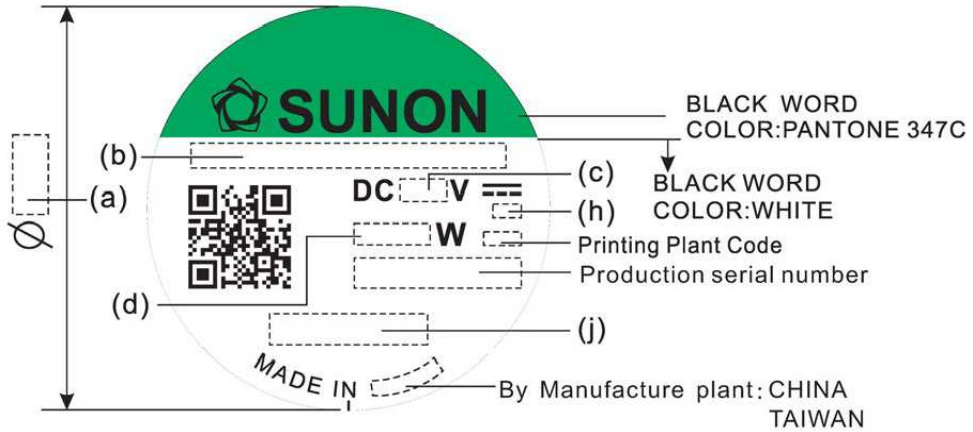 SUNON
BLACK WORD
COLOR:PANTONE 347C
(b)
(c)
DC V
BLACK WORD
COLOR:WHITE
(a)
(h)
Ø
W
Printing Plant Code
Production serial number
(d)
(j)
MADE IN
By Manufacture plant: CHINA
TAIWAN